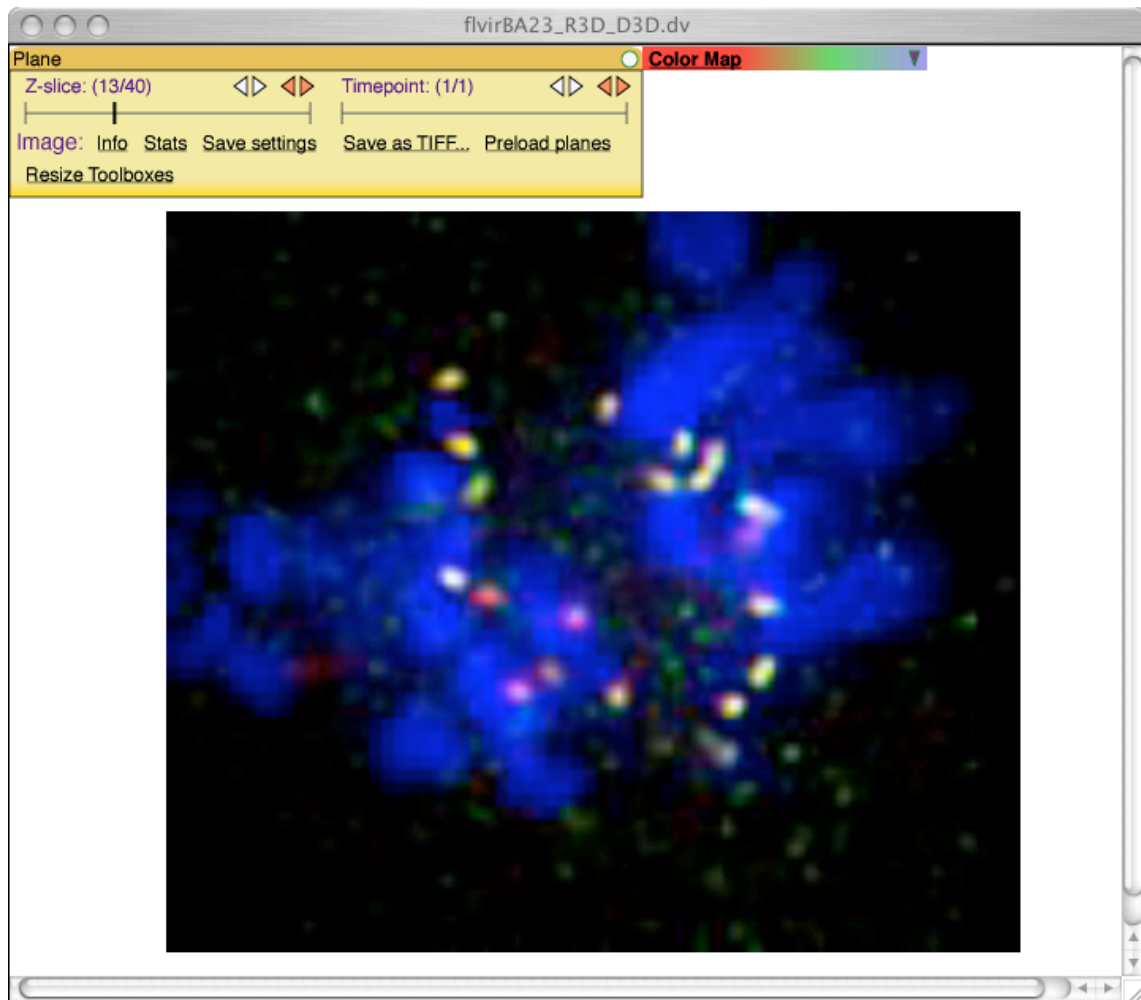 flvirBA23_R3D_D3D.dv
Plane Color Map
Z-slice: (13/40) Timepoint: (1/1)
Image: Info Stats Save settings Save as TIFF... Preload planes
Resize Toolboxes